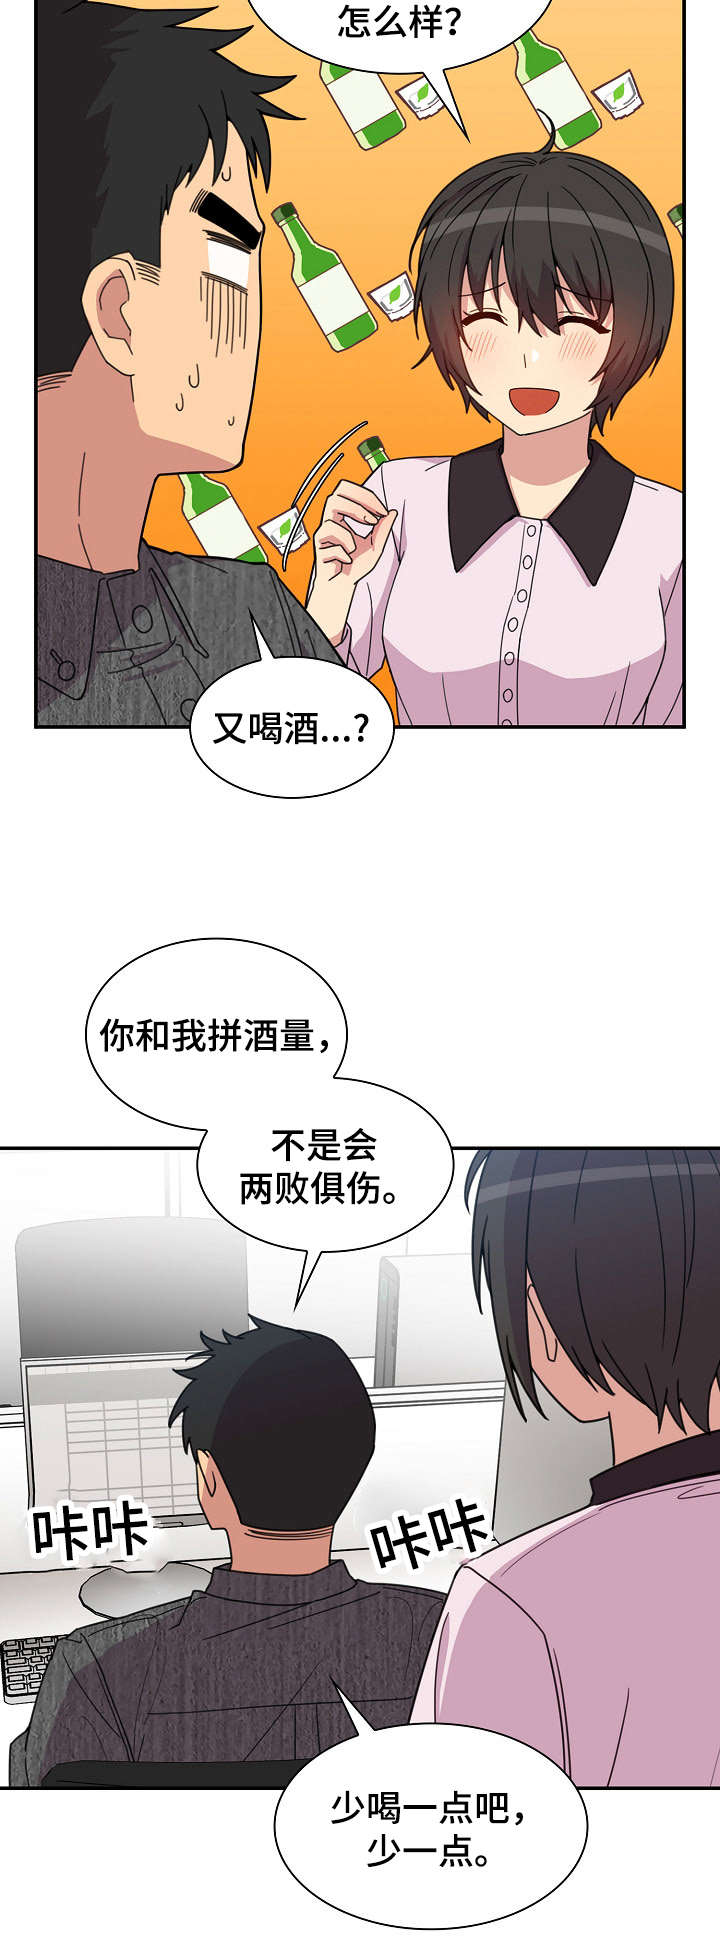 怎么样?
又喝酒...?
你和我拼酒量，
不是会
两败俱伤。
咔咔
咔咔
少喝一点吧，
少一点。